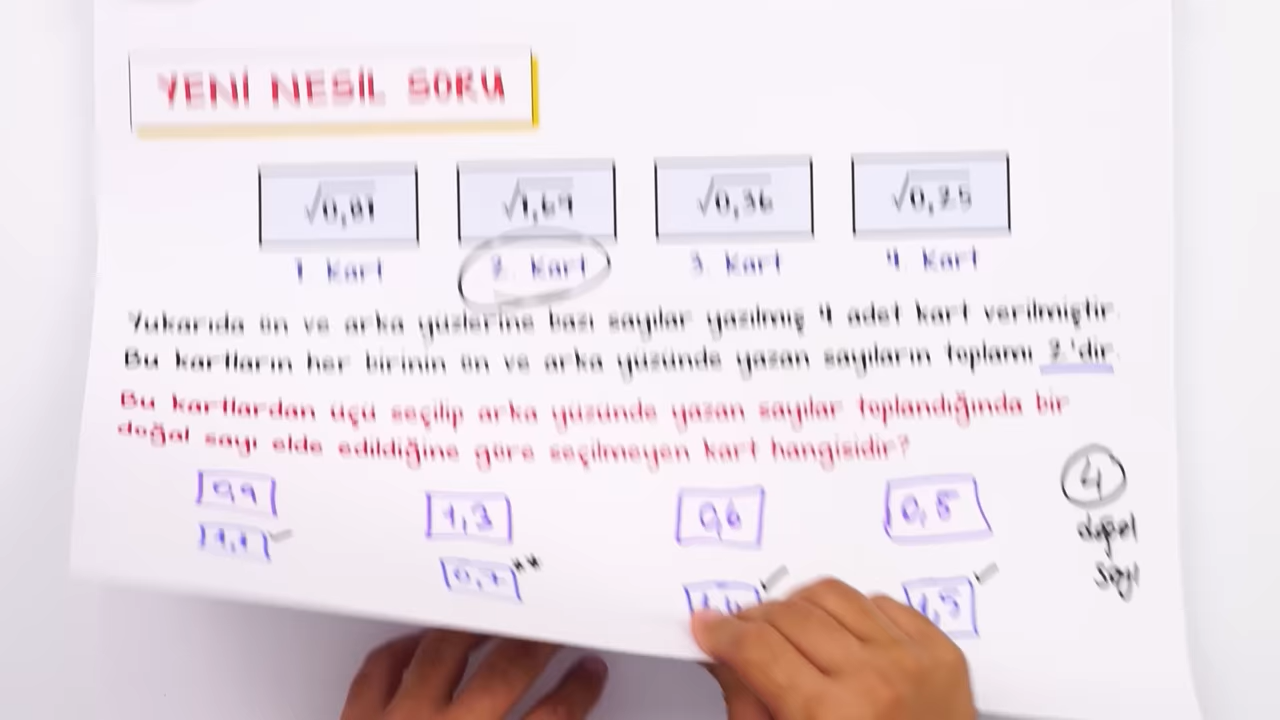 YENİ NESİL SORU
√0,81 √1,69 √0,36 √0,25
1. Kart 2. Kart 3. Kart 4. Kart
Yukarıda ön ve arka yüzlerine bazı sayılar yazılmış 4 adet kart verilmiştir.
Bu kartların her birinin ön ve arka yüzünde yazan sayıların toplamı 2'dir.
Bu kartlardan üçü seçilip arka yüzünde yazan sayılar toplandığında bir
doğal sayı elde edildiğine göre seçilmeyen kart hangisidir?
0,9 1,3 0,6 0,5
1,1 0,7 ** 1,4 1,5
4
doğal
sayı